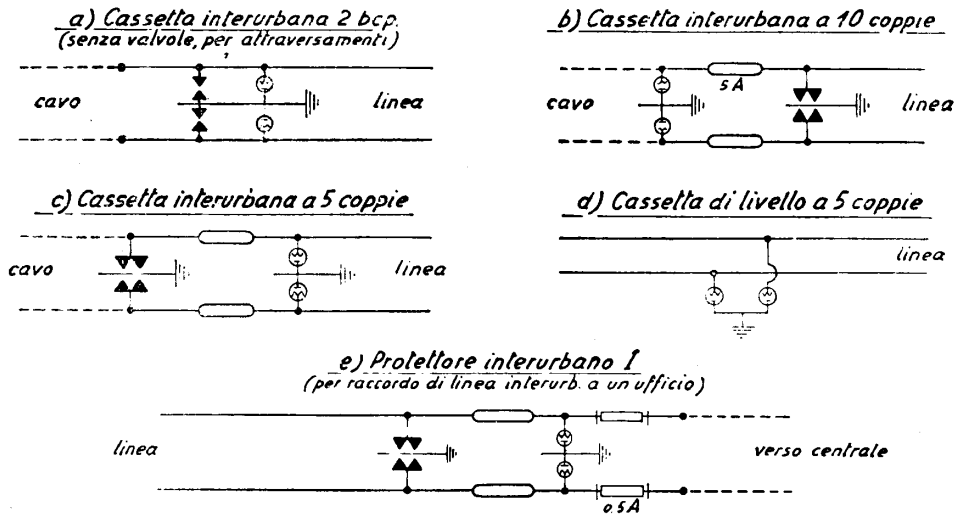 a) Cassetta interurbana 2 bcp.
(senza valvole, per attraversamenti)
cavo
linea
b) Cassetta interurbana a 10 coppie
5A
cavo
linea
c) Cassetta interurbana a 5 coppie
cavo
linea
d) Cassetta di livello a 5 coppie
linea
e) Protettore interurbano I
(per raccordo di linea interurb. a un ufficio)
linea
verso centrale
0,5A